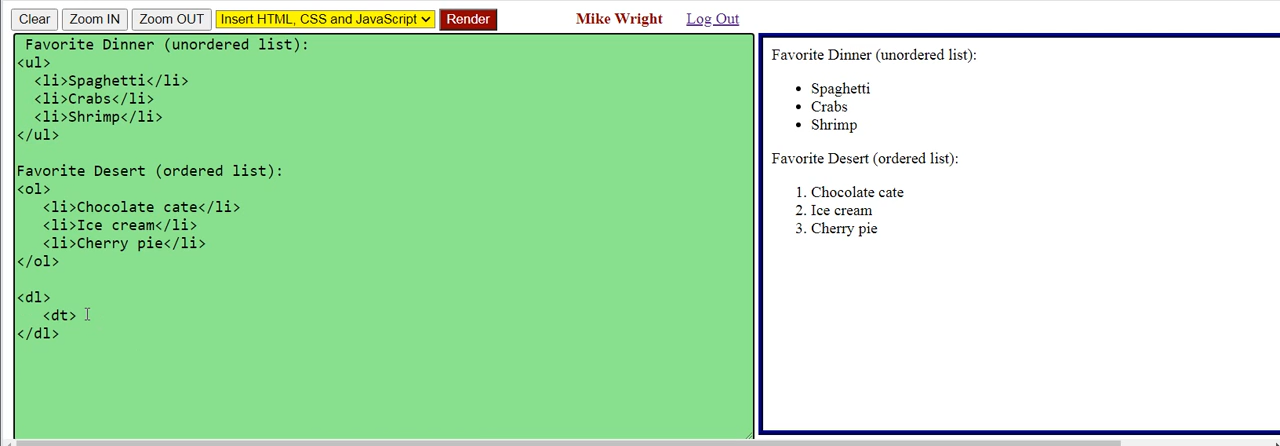 Clear Zoom IN Zoom OUT Insert HTML, CSS and JavaScript Render Mike Wright Log Out
Favorite Dinner (unordered list):
<ul>
<li>Spaghetti</li>
<li>Crabs</li>
<li>Shrimp</li>
</ul>
Favorite Desert (ordered list):
<ol>
<li>Chocolate cate</li>
<li>Ice cream</li>
<li>Cherry pie</li>
</ol>
<dl>
<dt>
</dl>
Favorite Dinner (unordered list):
• Spaghetti
• Crabs
• Shrimp
Favorite Desert (ordered list):
1. Chocolate cate
2. Ice cream
3. Cherry pie